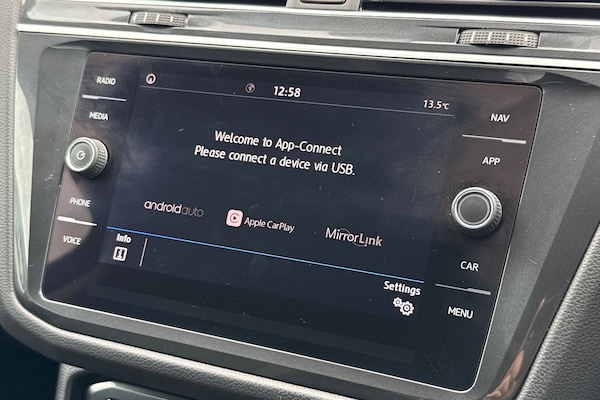 RADIO
MEDIA
PHONE
VOICE
12:58
13.5°C
Welcome to App-Connect
Please connect a device via USB.
androidauto
Apple CarPlay
MirrorLink
Info
Settings
NAV
APP
CAR
MENU